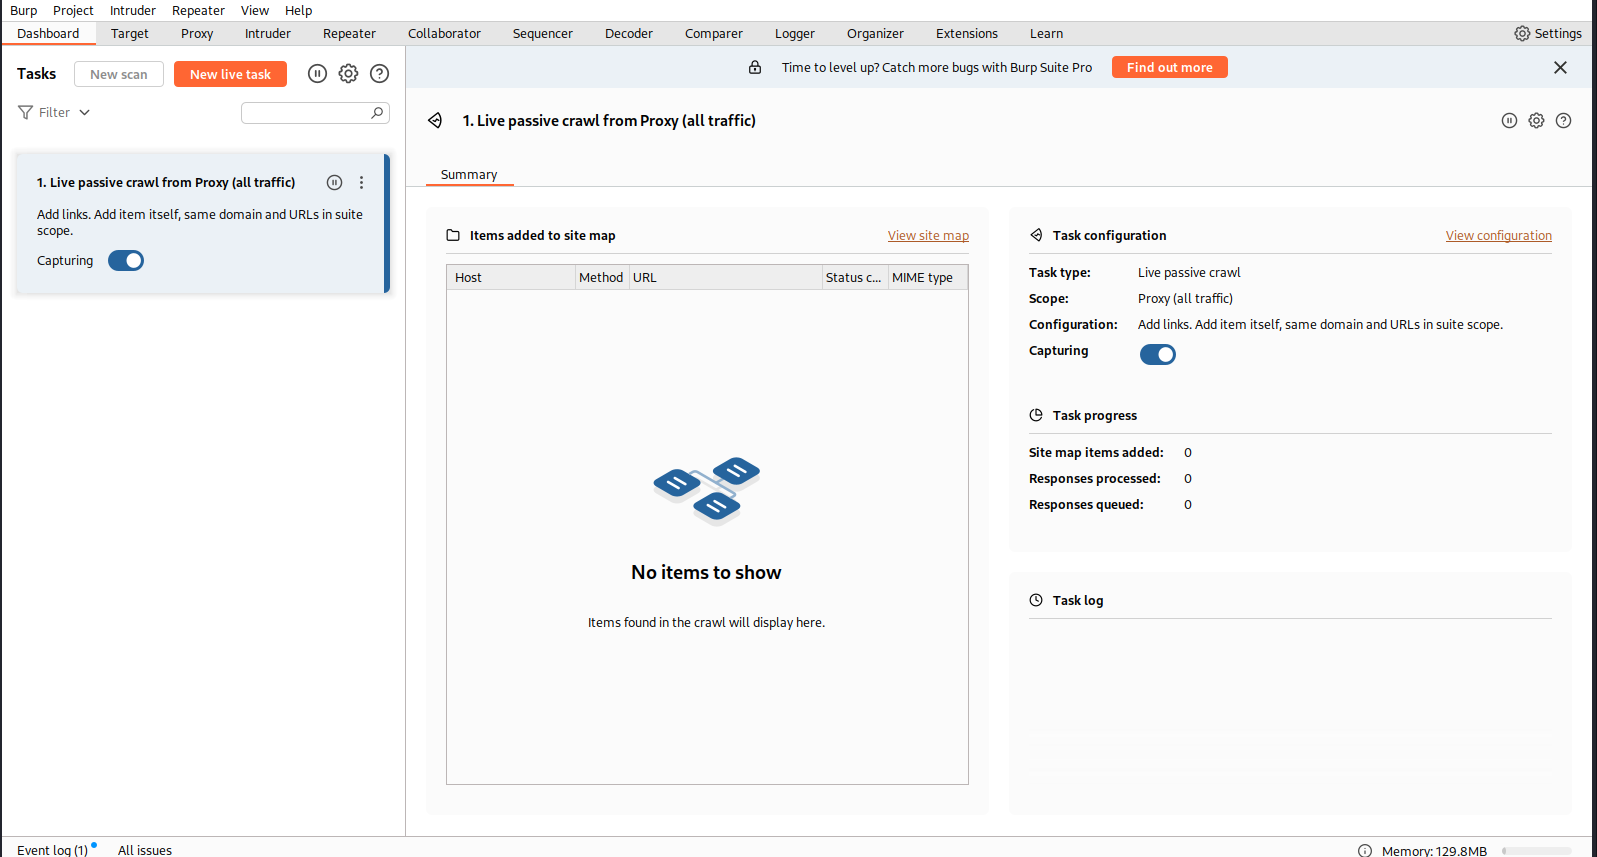 Burp Project Intruder Repeater View Help
Dashboard Target Proxy Intruder Repeater Collaborator Sequencer Decoder Comparer Logger Organizer Extensions Learn Settings
Tasks New scan New live task
Filter
1. Live passive crawl from Proxy (all traffic)
Add links. Add item itself, same domain and URLs in suite
scope.
Capturing
Time to level up? Catch more bugs with Burp Suite Pro Find out more
1. Live passive crawl from Proxy (all traffic)
Summary
Items added to site map View site map
Host Method URL Status c... MIME type
No items to show
Items found in the crawl will display here.
Task configuration View configuration
Task type: Live passive crawl
Scope: Proxy (all traffic)
Configuration: Add links. Add item itself, same domain and URLs in suite scope.
Capturing
Task progress
Site map items added: 0
Responses processed: 0
Responses queued: 0
Task log
Event log (1) All issues Memory: 129.8MB